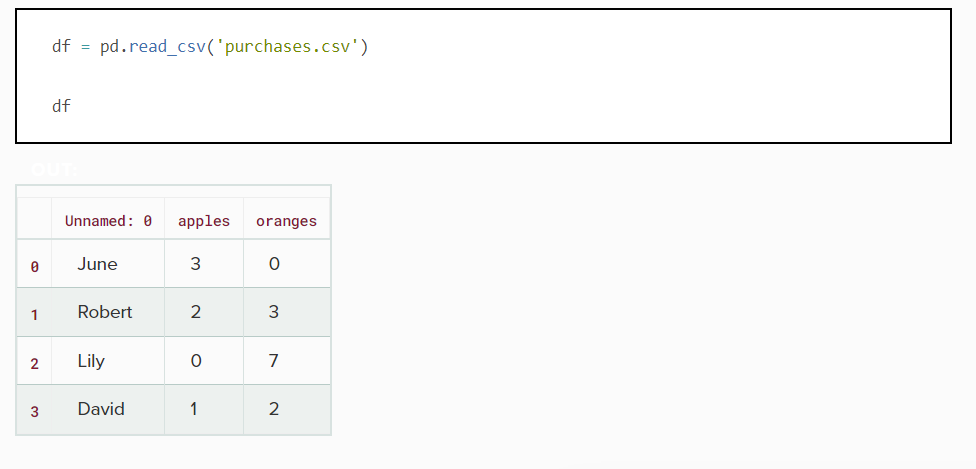 df = pd.read_csv('purchases.csv')
df
OUT:
Unnamed: 0 apples oranges
0 June 3 0
1 Robert 2 3
2 Lily 0 7
3 David 1 2